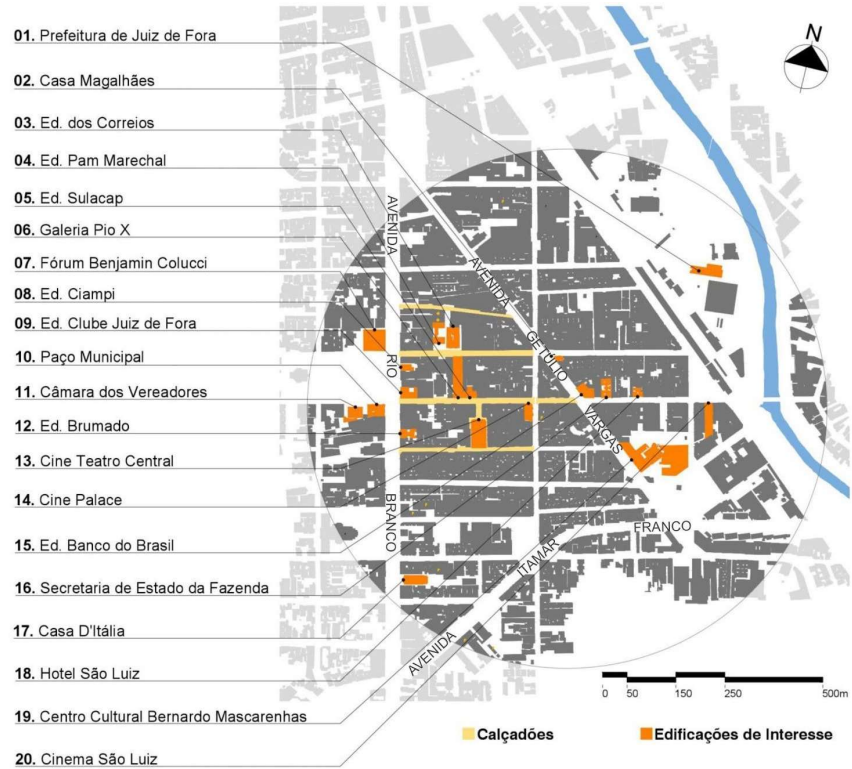 01. Prefeitura de Juiz de Fora
02. Casa Magalhães
03. Ed. dos Correios
04. Ed. Pam Marechal
05. Ed. Sulacap
06. Galeria Pio X
07. Fórum Benjamin Colucci
08. Ed. Ciampi
09. Ed. Clube Juiz de Fora
10. Paço Municipal
11. Câmara dos Vereadores
12. Ed. Brumado
13. Cine Teatro Central
14. Cine Palace
15. Ed. Banco do Brasil
16. Secretaria de Estado da Fazenda
17. Casa D'Itália
18. Hotel São Luiz
19. Centro Cultural Bernardo Mascarenhas
20. Cinema São Luiz
N
AVENIDA
RIO
BRANCO
AVENIDA
GETÚLIO
VARGAS
AVENIDA
ITAMAR
FRANCO
0 50 150 250 500m
Calçadões
Edificações de Interesse